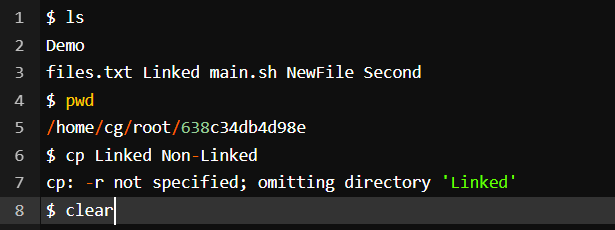 1 $ ls
2 Demo
3 files.txt Linked main.sh NewFile Second
4 $ pwd
5 /home/cg/root/638c34db4d98e
6 $ cp Linked Non-Linked
7 cp: -r not specified; omitting directory 'Linked'
8 $ clear